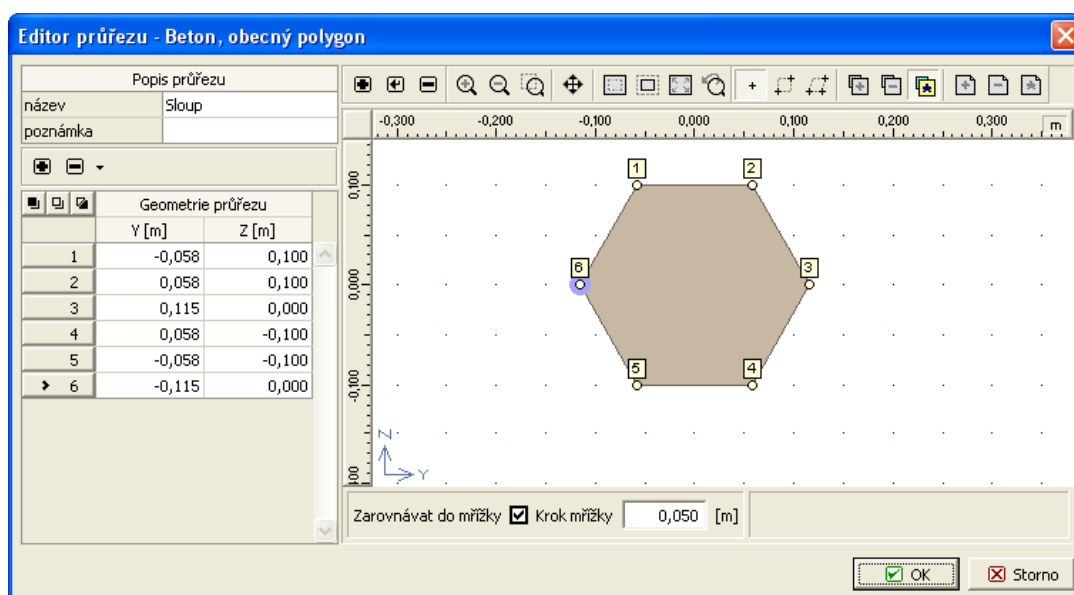 Editor průřezu - Beton, obecný polygon
Popis průřezu
název Sloup
poznámka
Geometrie průřezu
Y [m] Z [m]
1 -0,058 0,100
2 0,058 0,100
3 0,115 0,000
4 0,058 -0,100
5 -0,058 -0,100
6 -0,115 0,000
-0,300 -0,200 -0,100 0,000 0,100 0,200 0,300 m
0,100
0,000
-0,100
1 2
6 3
5 4
Z
Y
Zarovnávat do mřížky Krok mřížky 0,050 [m]
OK Storno